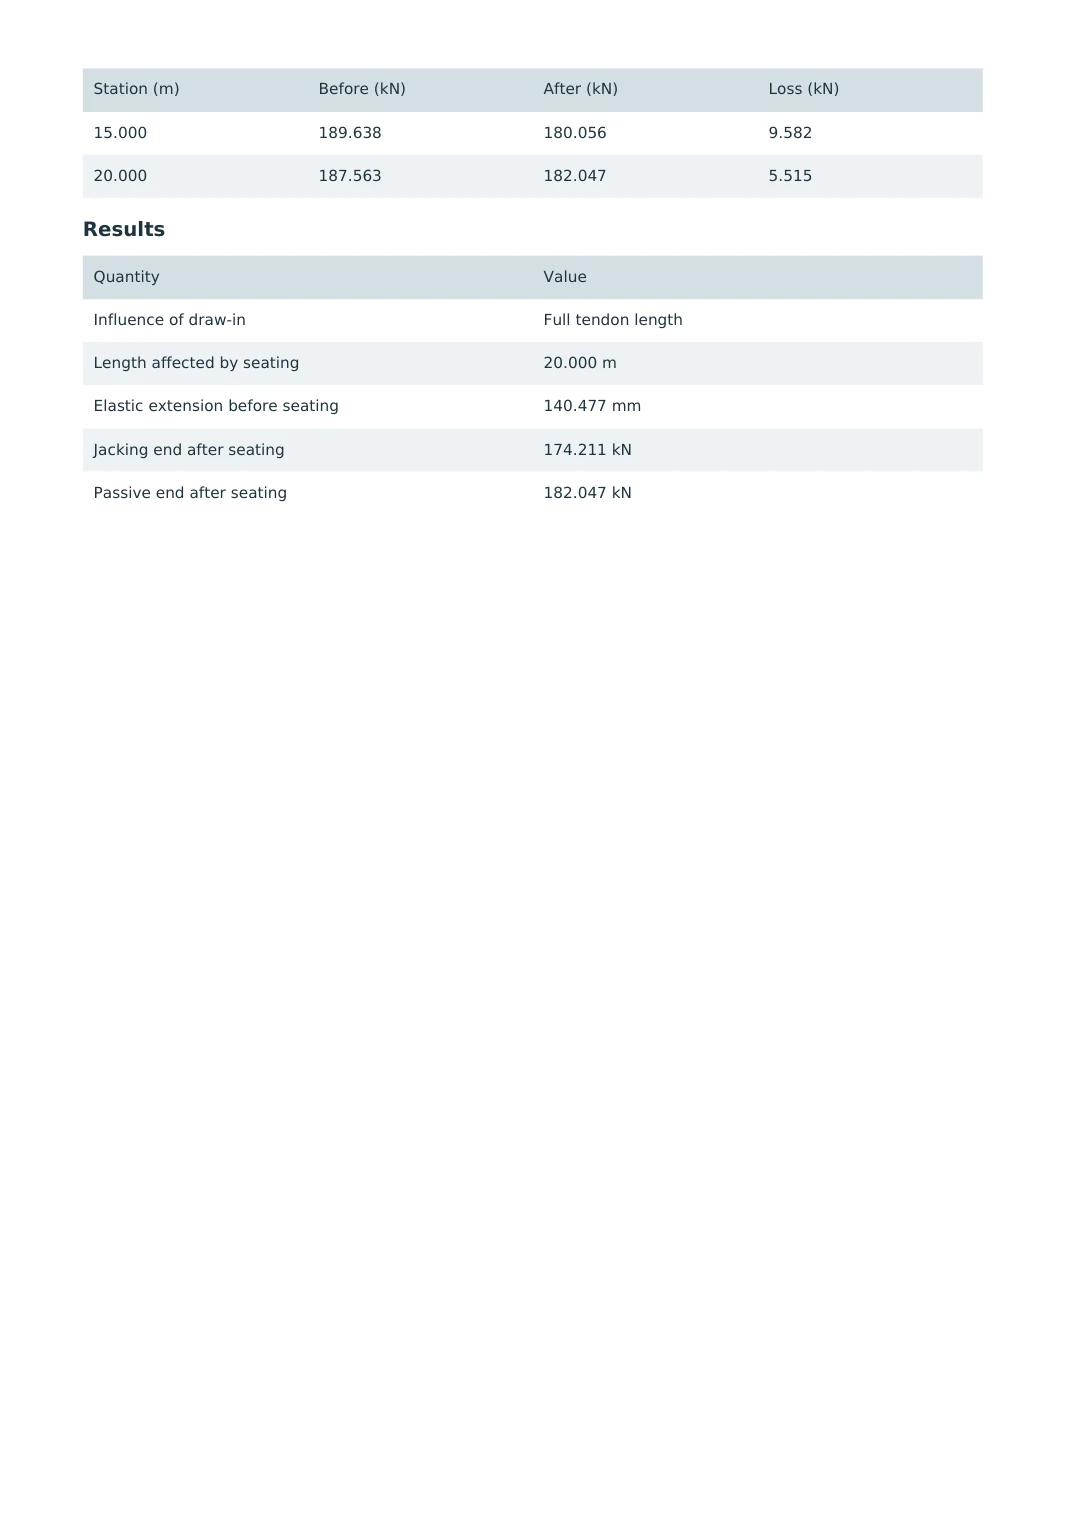 Station (m) Before (kN) After (kN) Loss (kN)
15.000 189.638 180.056 9.582
20.000 187.563 182.047 5.515
Results
Quantity Value
Influence of draw-in Full tendon length
Length affected by seating 20.000 m
Elastic extension before seating 140.477 mm
Jacking end after seating 174.211 kN
Passive end after seating 182.047 kN